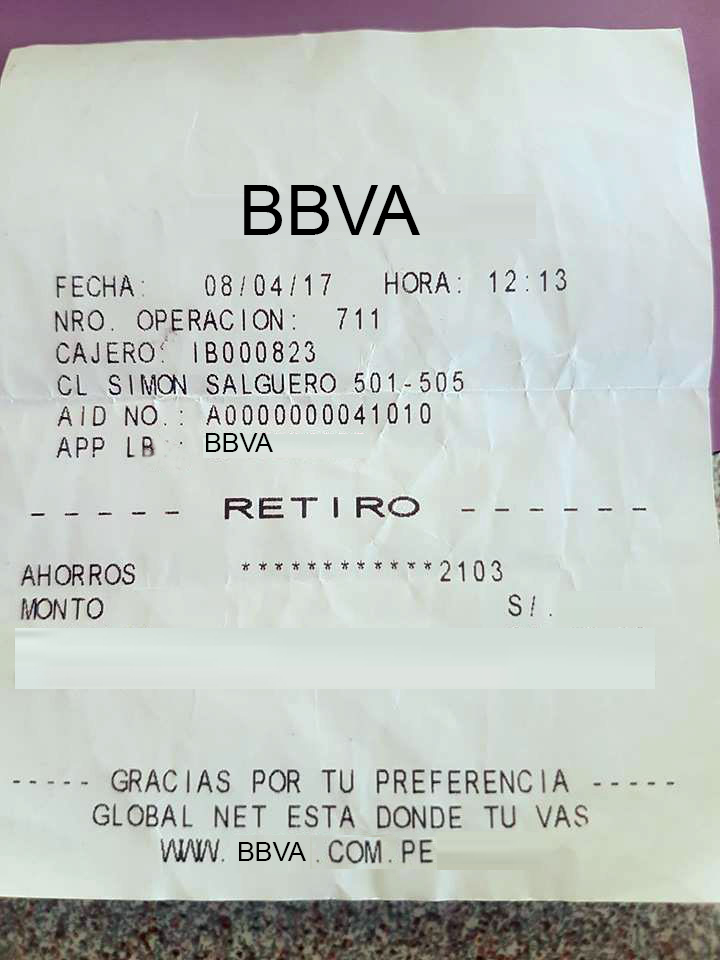 BBVA
FECHA: 08/04/17 HORA: 12:13
NRO. OPERACION: 711
CAJERO: IB000823
CL SIMON SALGUERO 501-505
AID NO.: A0000000041010
APP LB : BBVA
- - - - - RETIRO - - - - - -
AHORROS ************2103
MONTO S/.
----- GRACIAS POR TU PREFERENCIA -----
GLOBAL NET ESTA DONDE TU VAS
WWW. BBVA .COM.PE